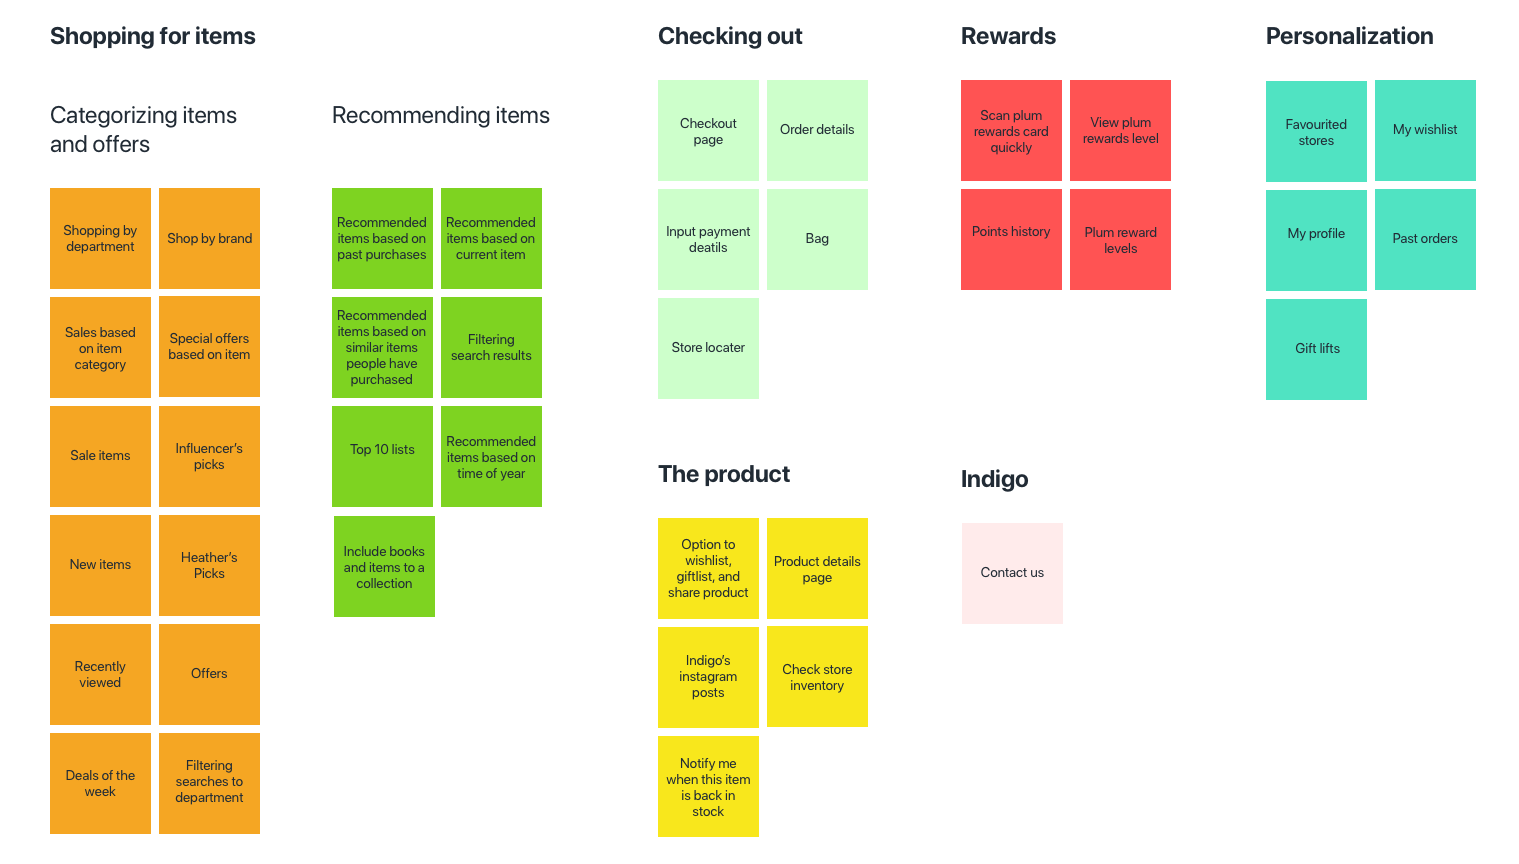 Shopping for items
Categorizing items
and offers
Shopping by
department
Shop by brand
Sales based
on item
category
Special offers
based on item
Sale items
Influencer's
picks
New items
Heather's
Picks
Recently
viewed
Offers
Deals of the
week
Filtering
searches to
department
Recommending items
Recommended
items based on
past purchases
Recommended
items based on
current item
Recommended
items based on
similar items
people have
purchased
Filtering
search results
Top 10 lists
Recommended
items based on
time of year
Include books
and items to a
collection
Checking out
Checkout
page
Order details
Input payment
deatils
Bag
Store locater
Rewards
Scan plum
rewards card
quickly
View plum
rewards level
Points history
Plum reward
levels
Personalization
Favourited
stores
My wishlist
My profile
Past orders
Gift lifts
The product
Option to
wishlist,
giftlist, and
share product
Product details
page
Indigo's
instagram
posts
Check store
inventory
Notify me
when this item
is back in
stock
Indigo
Contact us